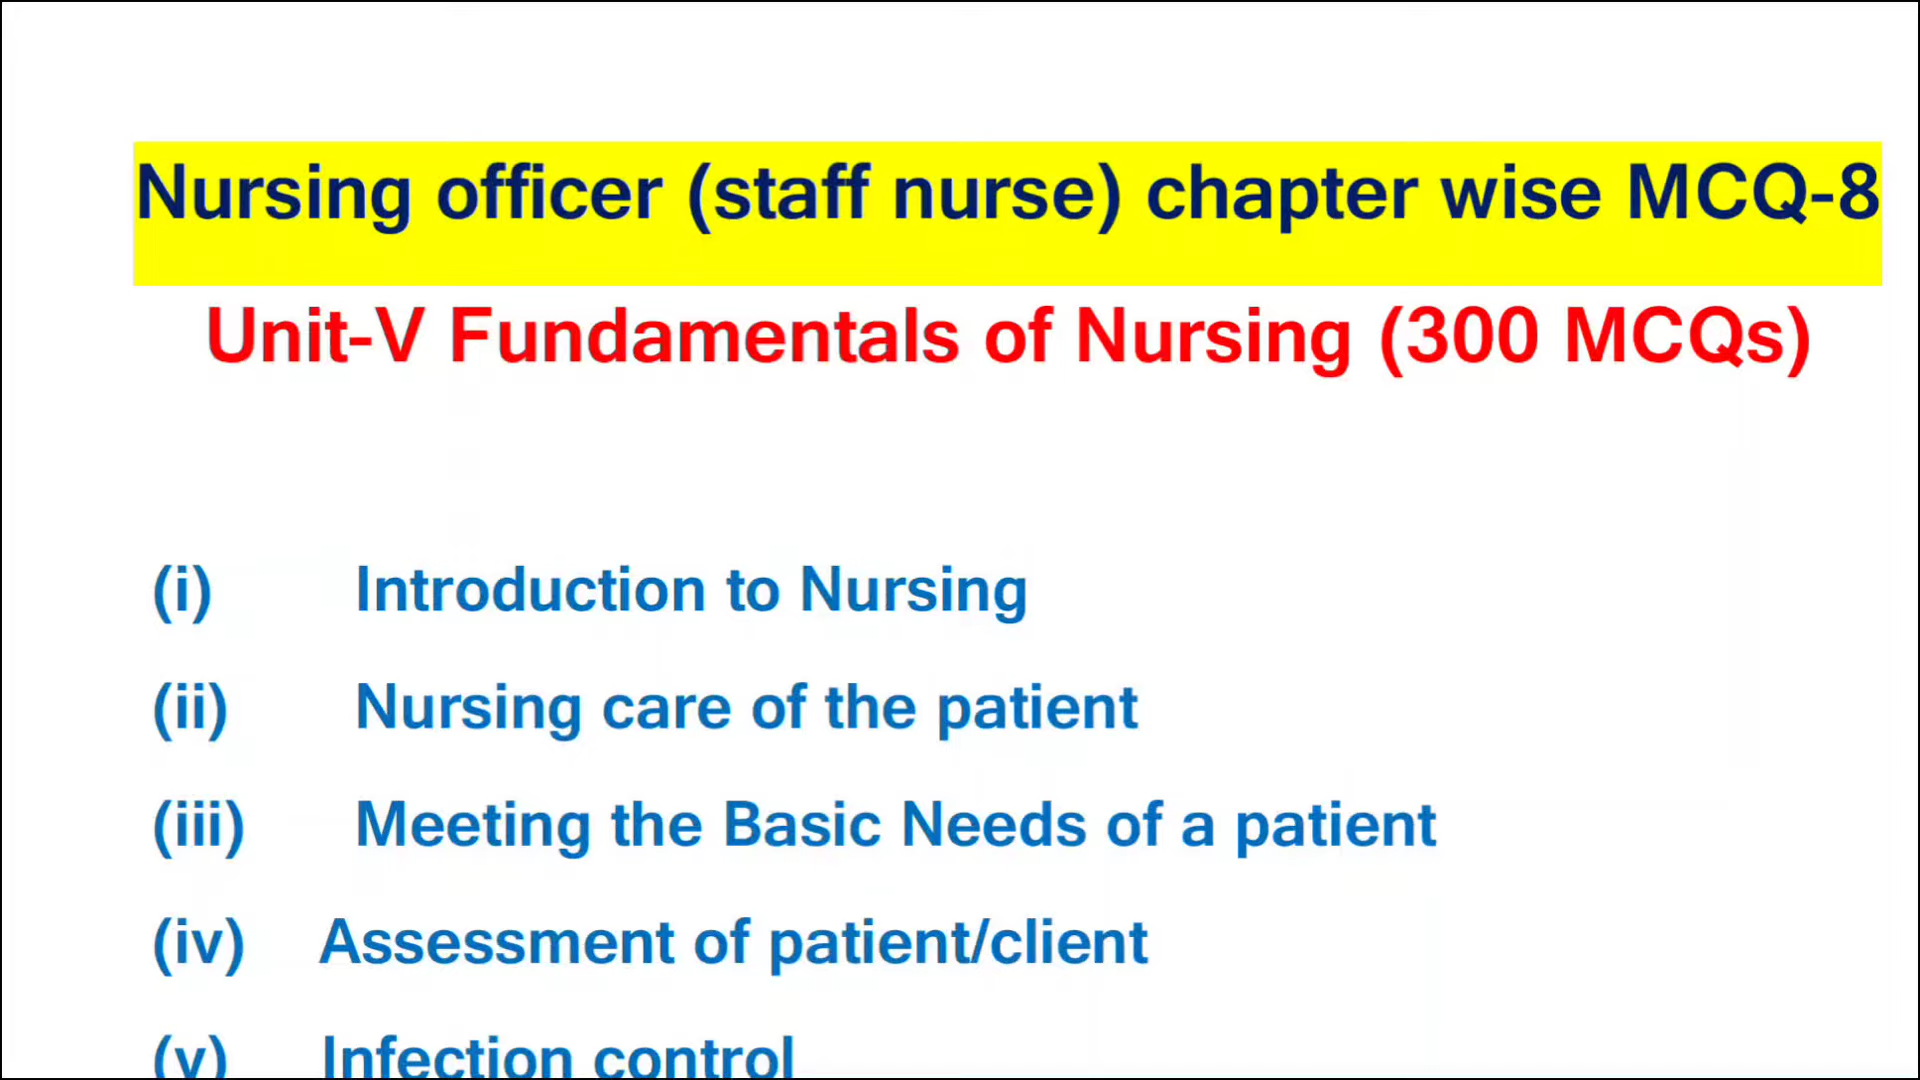 Nursing officer (staff nurse) chapter wise MCQ-8
Unit-V Fundamentals of Nursing (300 MCQs)
(i) Introduction to Nursing
(ii) Nursing care of the patient
(iii) Meeting the Basic Needs of a patient
(iv) Assessment of patient/client
(v) Infection control